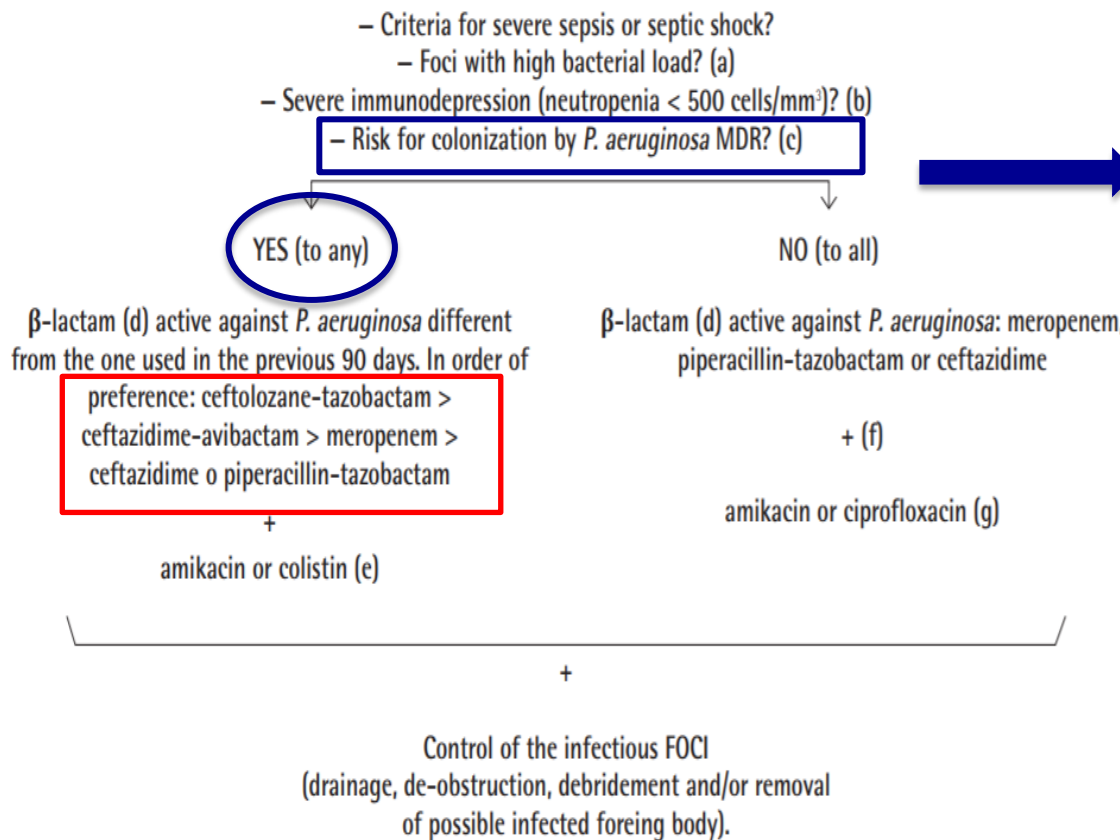 – Criteria for severe sepsis or septic shock?
– Foci with high bacterial load? (a)
– Severe immunodepression (neutropenia < 500 cells/mm³)? (b)
– Risk for colonization by P. aeruginosa MDR? (c)
YES (to any)
NO (to all)
β-lactam (d) active against P. aeruginosa different
from the one used in the previous 90 days. In order of
preference: ceftolozane-tazobactam >
ceftazidime-avibactam > meropenem >
ceftazidime o piperacillin-tazobactam
+
amikacin or colistin (e)
β-lactam (d) active against P. aeruginosa: meropenem
piperacillin-tazobactam or ceftazidime
+ (f)
amikacin or ciprofloxacin (g)
+
Control of the infectious FOCI
(drainage, de-obstruction, debridement and/or removal
of possible infected foreing body).